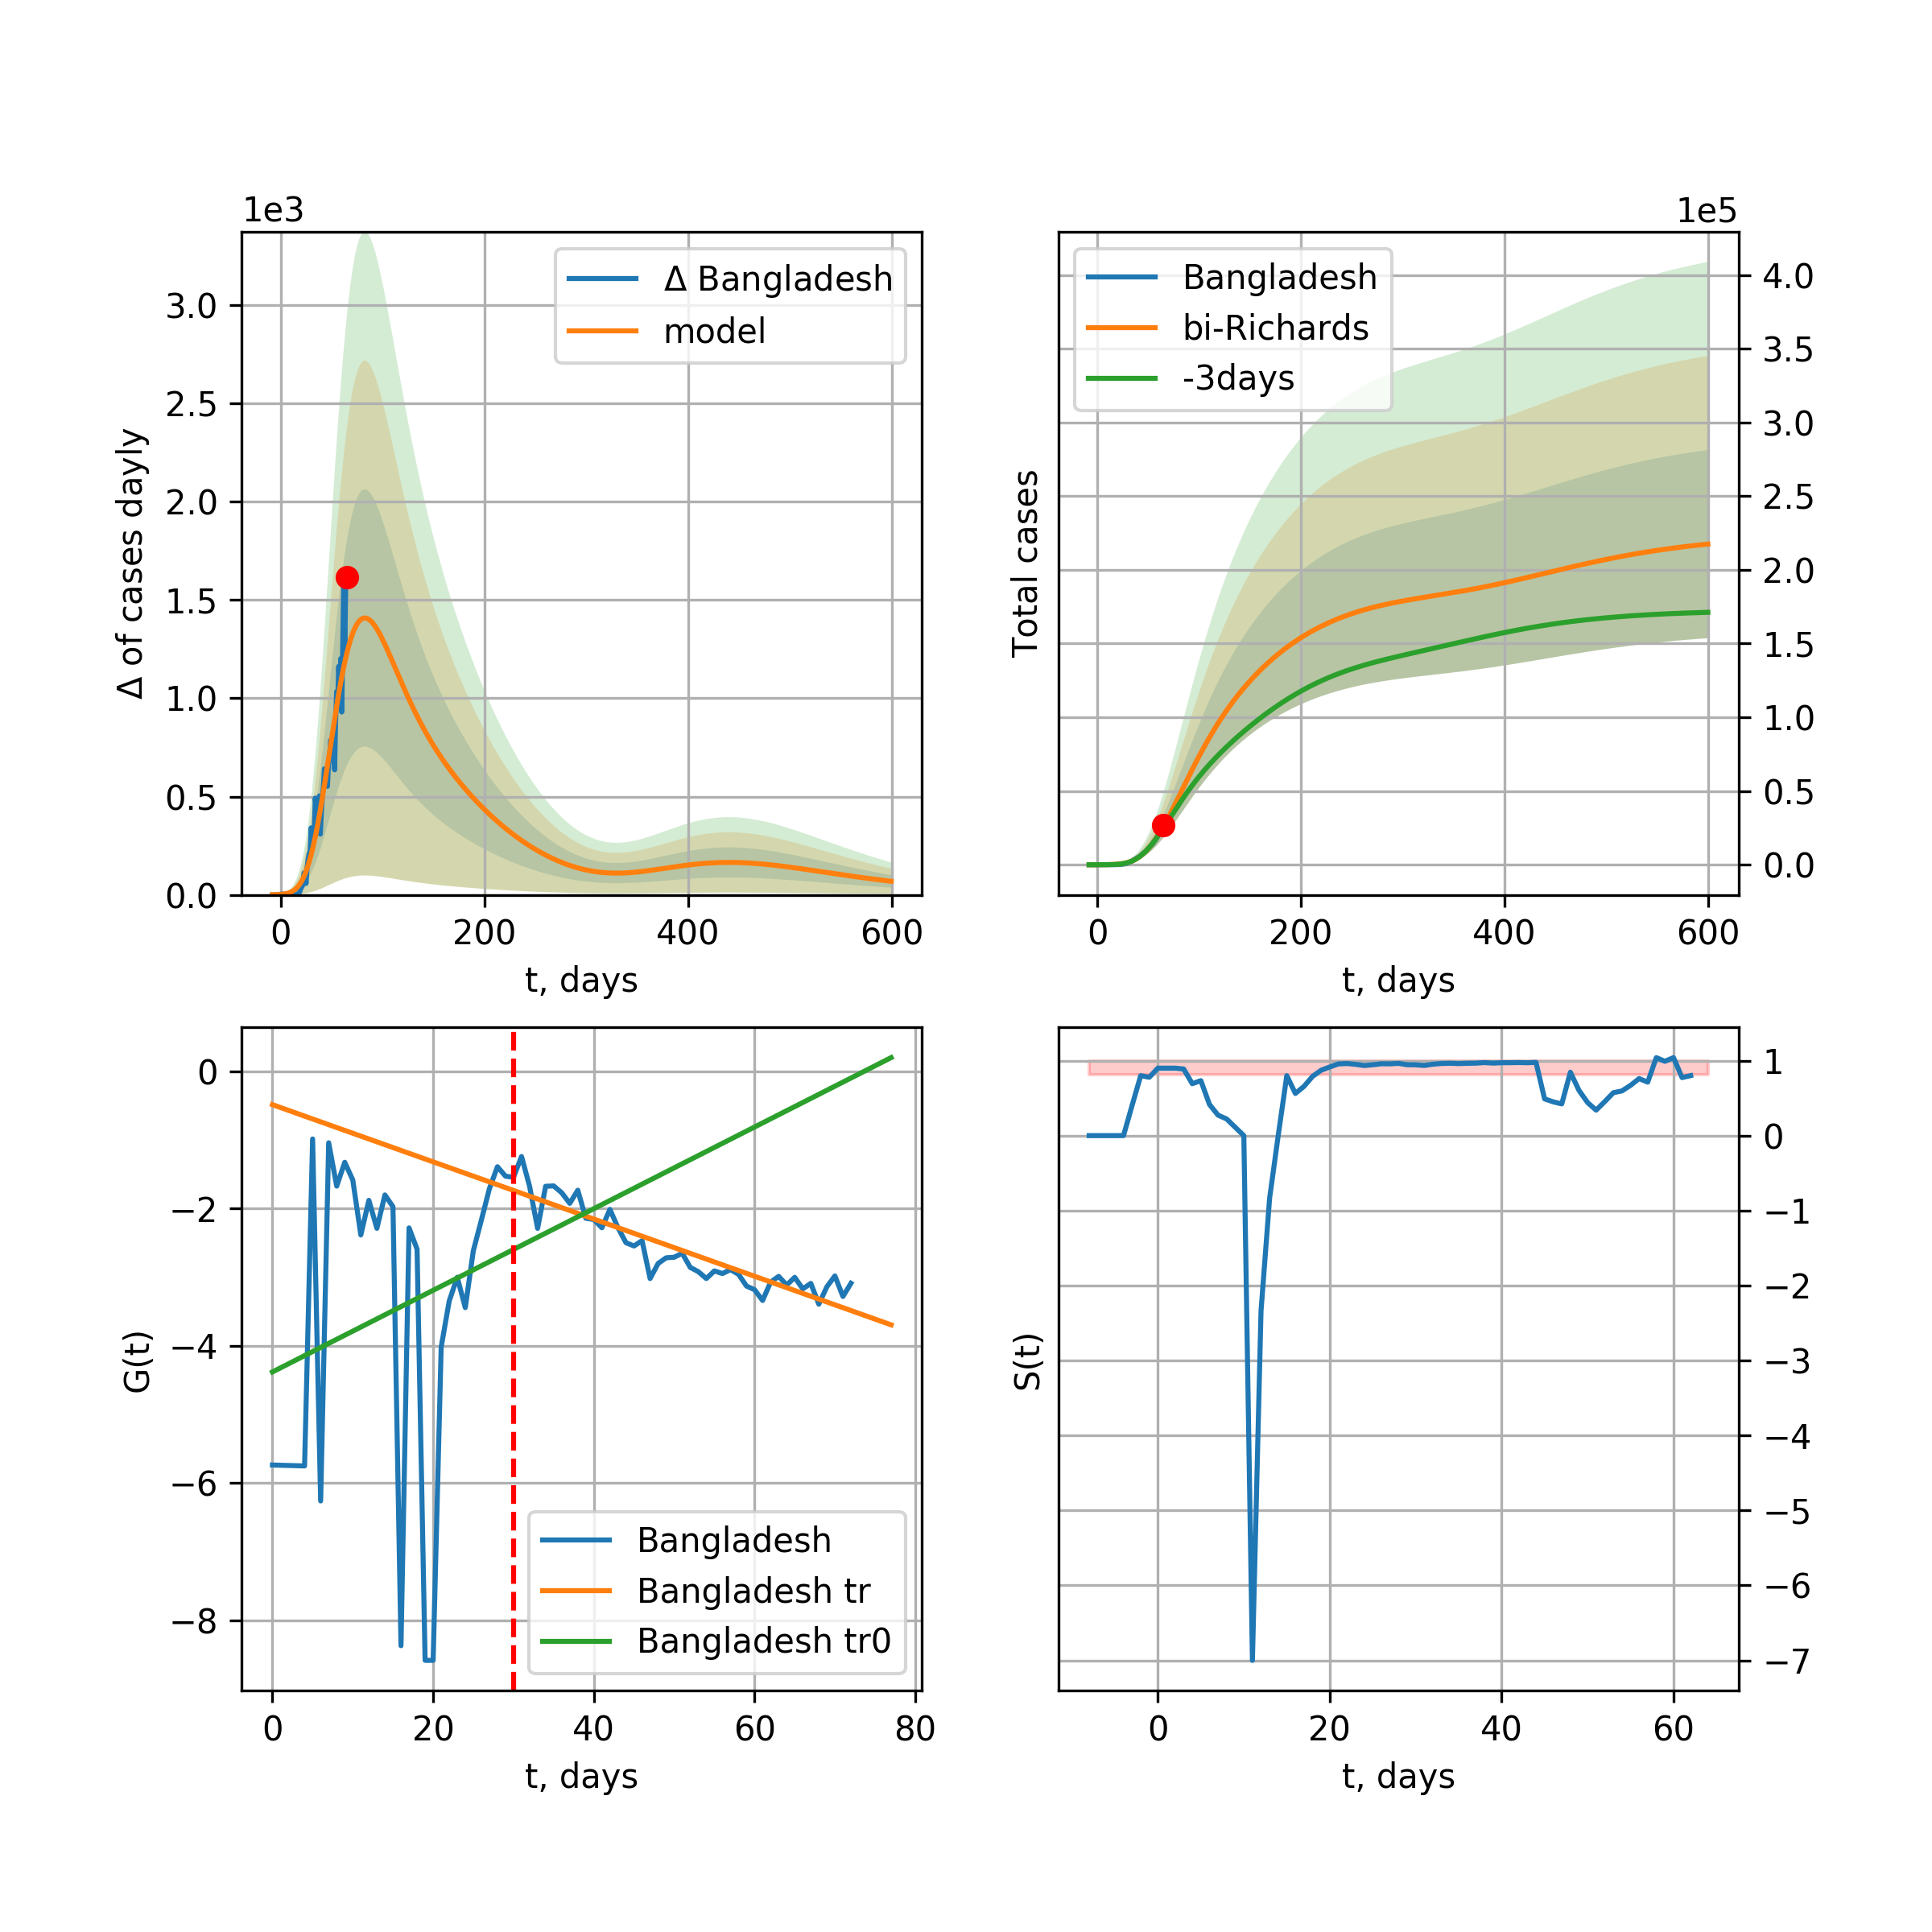 1e3
Δ of cases dayly
3.0
2.5
2.0
1.5
1.0
0.5
0.0
Δ Bangladesh
model
0 200 400 600
t, days
1e5
Total cases
Bangladesh
bi-Richards
-3days
4.0
3.5
3.0
2.5
2.0
1.5
1.0
0.5
0.0
0 200 400 600
t, days
G(t)
0
−2
−4
−6
−8
Bangladesh
Bangladesh tr
Bangladesh tr0
0 20 40 60 80
t, days
S(t)
1
0
−1
−2
−3
−4
−5
−6
−7
0 20 40 60
t, days